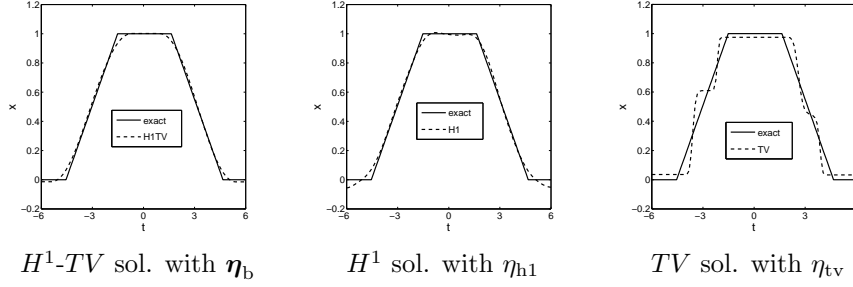 1.2
1
0.8
0.6
0.4
0.2
0
-0.2
-6 -3 0 3 6
x
t
exact
H1TV
H¹-TV sol. with η_b
1.2
1
0.8
0.6
0.4
0.2
0
-0.2
-6 -3 0 3 6
x
t
exact
H1
H¹ sol. with η_h1
1.2
1
0.8
0.6
0.4
0.2
0
-0.2
-6 -3 0 3
x
t
exact
TV
TV sol. with η_tv